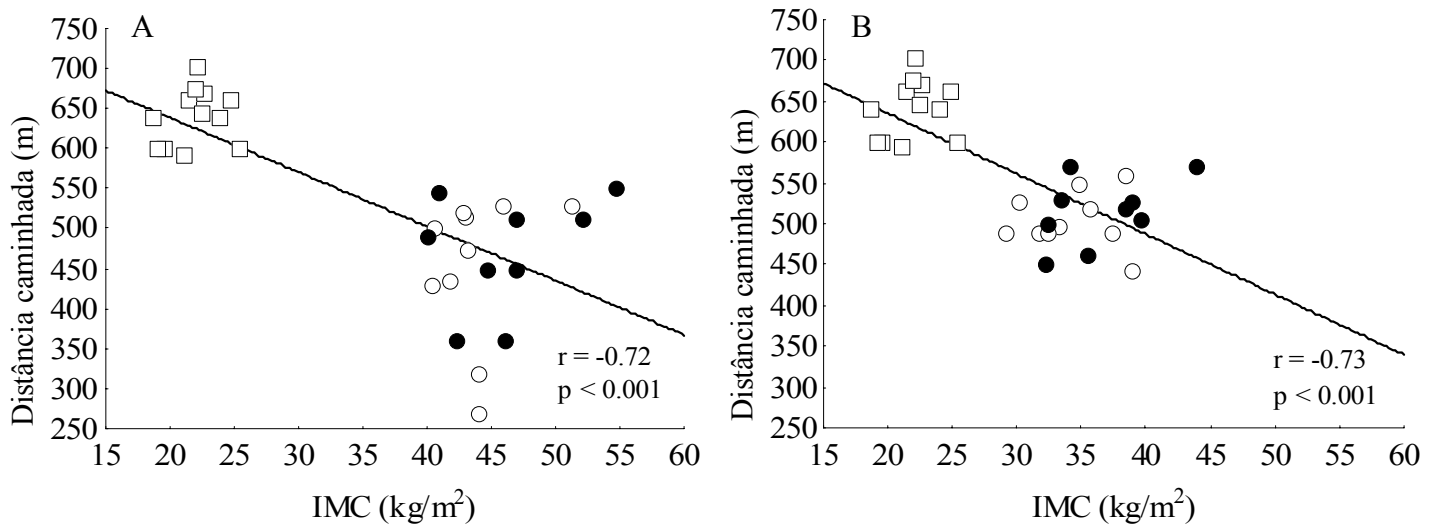 A
Distância caminhada (m)
750
700
650
600
550
500
450
400
350
300
250
r = -0.72
p < 0.001
15 20 25 30 35 40 45 50 55 60
IMC (kg/m²)
B
Distância caminhada (m)
750
700
650
600
550
500
450
400
350
300
250
r = -0.73
p < 0.001
15 20 25 30 35 40 45 50 55 60
IMC (kg/m²)